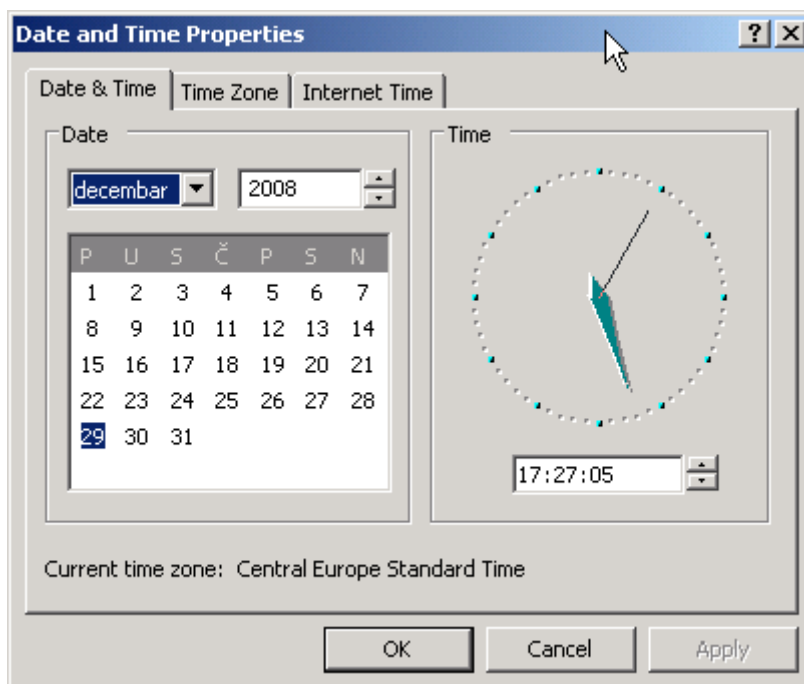 Date and Time Properties
Date & Time Time Zone Internet Time
Date
Time
decembar 2008
P U S Č P S N
1 2 3 4 5 6 7
8 9 10 11 12 13 14
15 16 17 18 19 20 21
22 23 24 25 26 27 28
29 30 31
17:27:05
Current time zone: Central Europe Standard Time
OK Cancel Apply